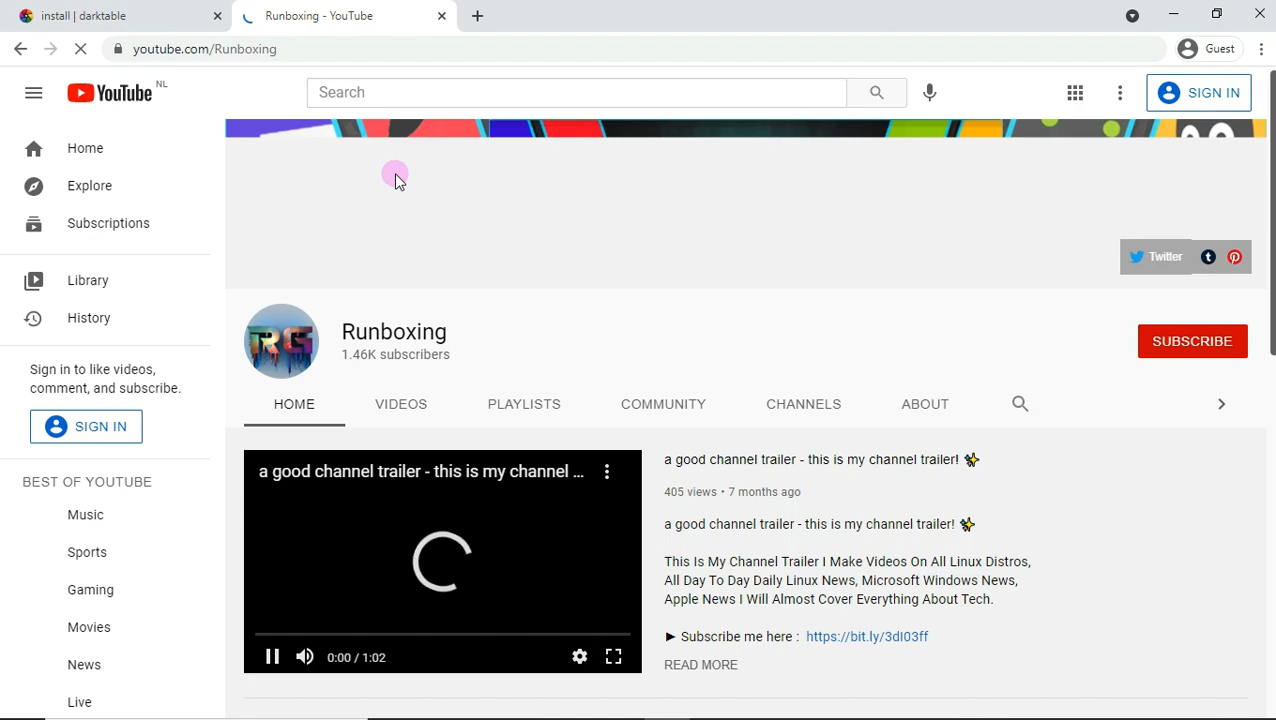 install | darktable
Runboxing - YouTube
youtube.com/Runboxing
Guest
YouTube NL
Search
SIGN IN
Home
Explore
Subscriptions
Library
History
Sign in to like videos,
comment, and subscribe.
SIGN IN
BEST OF YOUTUBE
Music
Sports
Gaming
Movies
News
Live
Twitter
RG
Runboxing
1.46K subscribers
SUBSCRIBE
HOME VIDEOS PLAYLISTS COMMUNITY CHANNELS ABOUT
a good channel trailer - this is my channel ...
0:00 / 1:02
a good channel trailer - this is my channel trailer! ✨
405 views • 7 months ago
a good channel trailer - this is my channel trailer! ✨
This Is My Channel Trailer I Make Videos On All Linux Distros,
All Day To Day Daily Linux News, Microsoft Windows News,
Apple News I Will Almost Cover Everything About Tech.
► Subscribe me here : https://bit.ly/3dI03ff
READ MORE